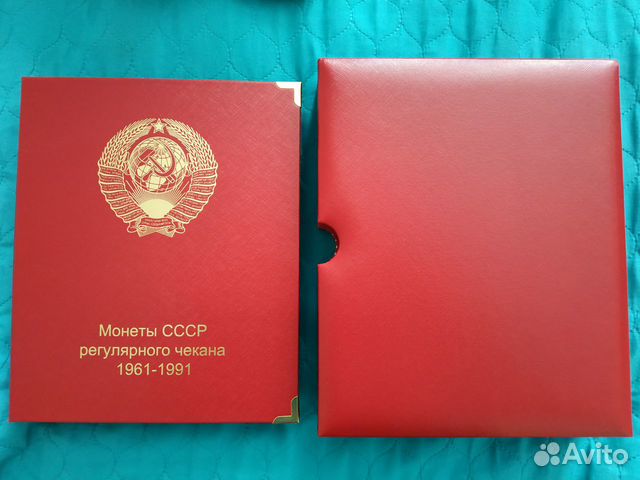 Монеты СССР
регулярного чекана
1961-1991
Avito